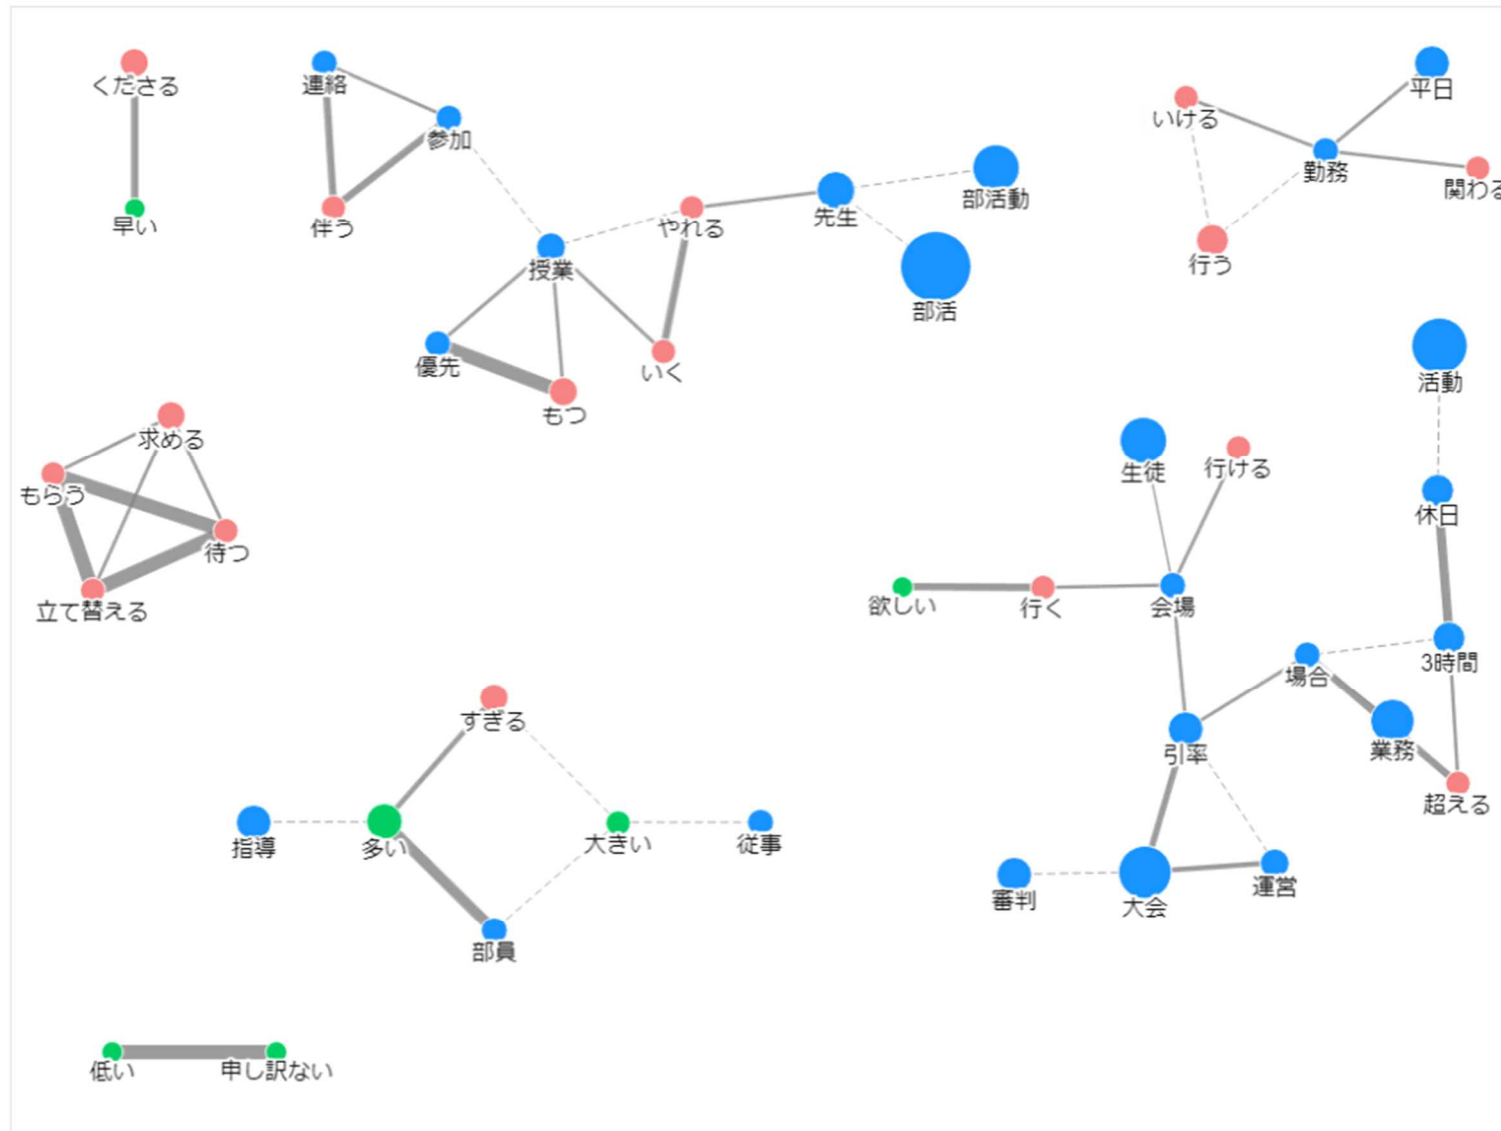 くださる
連絡
平日
いける
参加
勤務
関わる
部活動
早い
伴う
やれる
先生
行う
授業
部活
優先
いく
活動
もつ
求める
生徒
行ける
もらう
休日
待つ
立て替える
欲しい
行く
会場
3時間
場合
すぎる
引率
業務
超える
指導
多い
大きい
従事
審判
大会
運営
部員
低い
申し訳ない